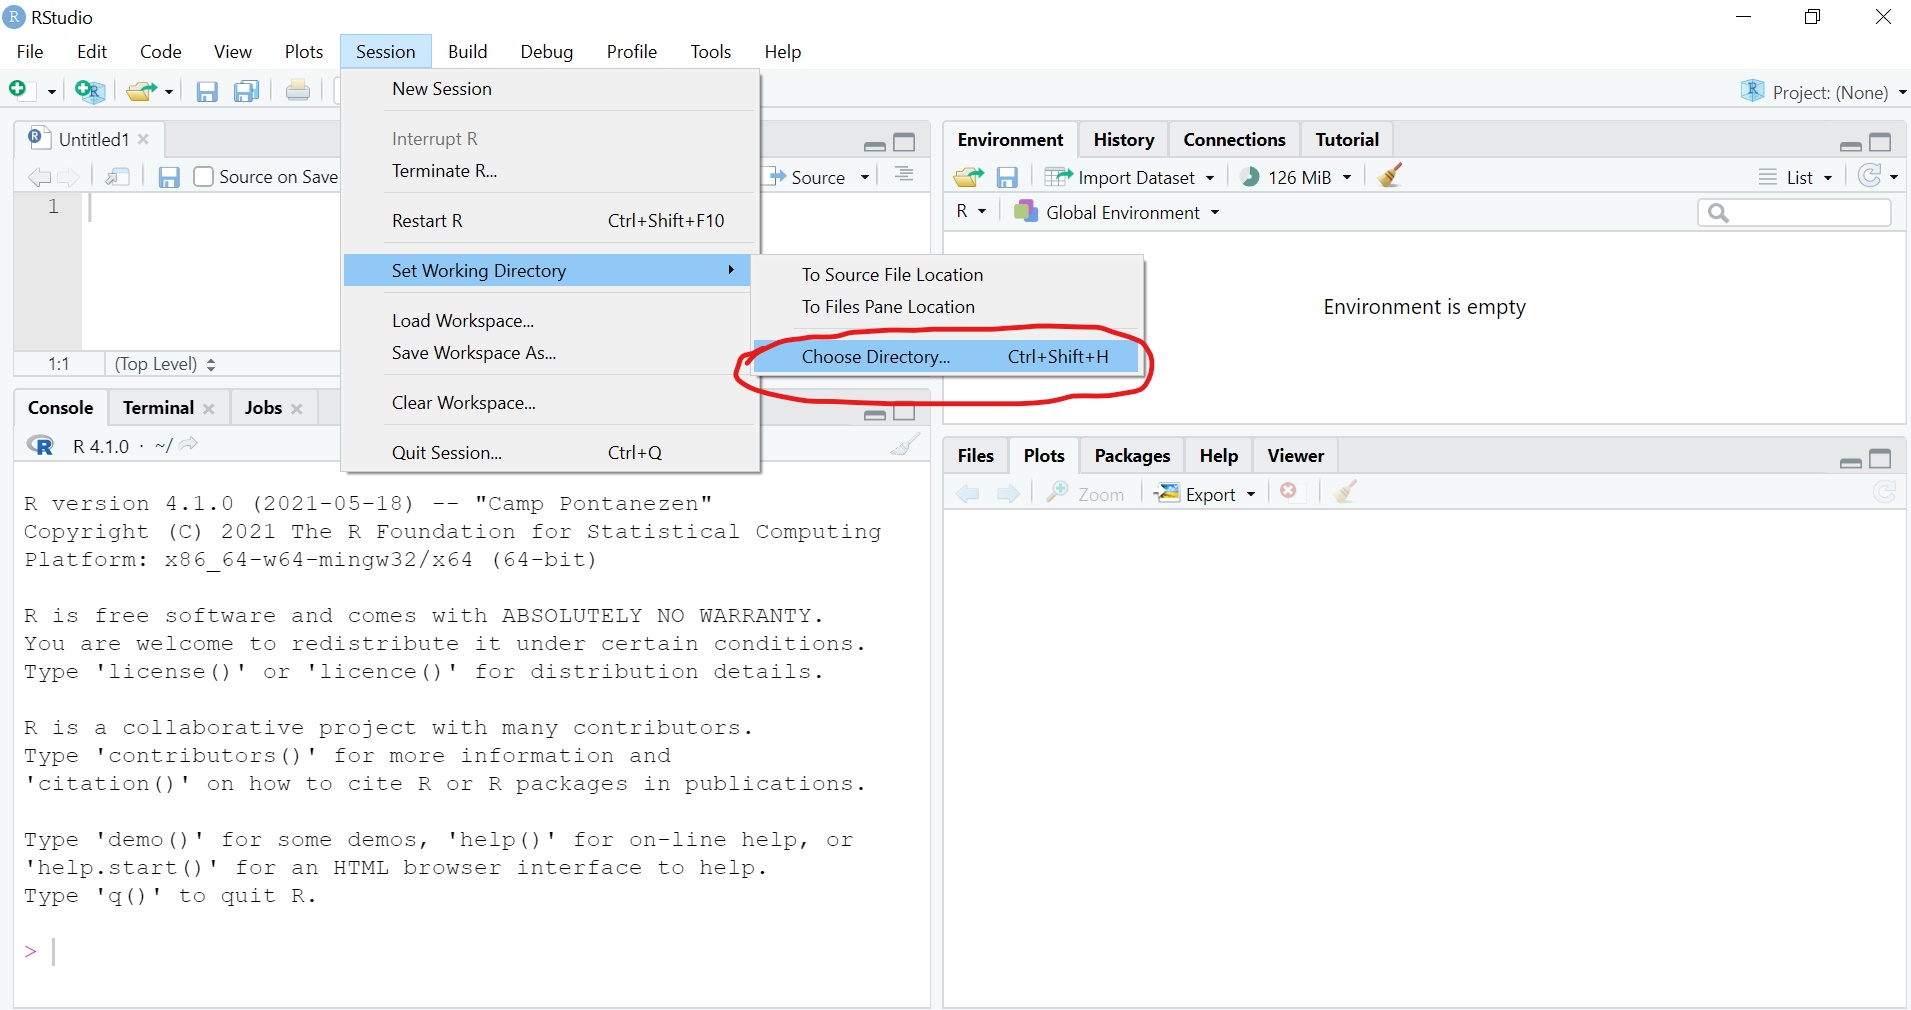 RStudio
File Edit Code View Plots Session Build Debug Profile Tools Help
Project: (None)
New Session
Interrupt R
Terminate R...
Restart R Ctrl+Shift+F10
Set Working Directory
Load Workspace...
Save Workspace As...
Clear Workspace...
Quit Session... Ctrl+Q
To Source File Location
To Files Pane Location
Choose Directory... Ctrl+Shift+H
Untitled1
Source on Save
Source
1
1:1 (Top Level)
Console Terminal Jobs
R 4.1.0 · ~/
R version 4.1.0 (2021-05-18) -- "Camp Pontanezen"
Copyright (C) 2021 The R Foundation for Statistical Computing
Platform: x86_64-w64-mingw32/x64 (64-bit)
R is free software and comes with ABSOLUTELY NO WARRANTY.
You are welcome to redistribute it under certain conditions.
Type 'license()' or 'licence()' for distribution details.
R is a collaborative project with many contributors.
Type 'contributors()' for more information and
'citation()' on how to cite R or R packages in publications.
Type 'demo()' for some demos, 'help()' for on-line help, or
'help.start()' for an HTML browser interface to help.
Type 'q()' to quit R.
>
Environment History Connections Tutorial
Import Dataset 126 MiB List
R Global Environment
Environment is empty
Files Plots Packages Help Viewer
Zoom Export